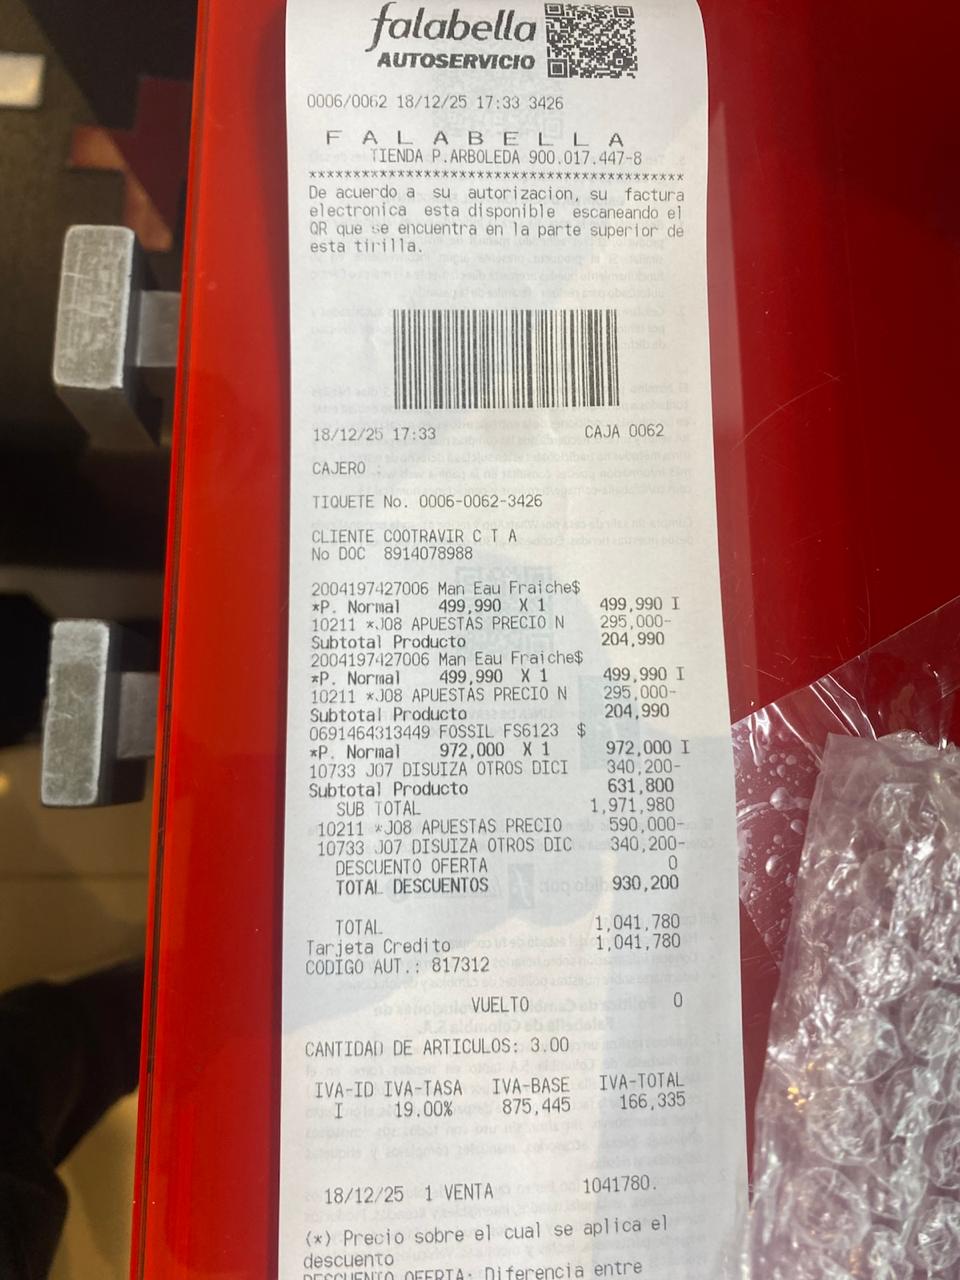 falabella
AUTOSERVICIO
0006/0062 18/12/25 17:33 3426
F A L A B E L L A
TIENDA P.ARBOLEDA 900.017.447-8
****************************************
De acuerdo a su autorizacion, su factura
electronica esta disponible escaneando el
QR que se encuentra en la parte superior de
esta tirilla.
18/12/25 17:33 CAJA 0062
CAJERO :
TIQUETE No. 0006-0062-3426
CLIENTE COOTRAVIR C T A
No DOC 8914078988
2004197427006 Man Eau Fraiche$
*P. Normal 499,990 X 1 499,990 I
10211 *J08 APUESTAS PRECIO N 295,000-
Subtotal Producto 204,990
2004197427006 Man Eau Fraiche$
*P. Normal 499,990 X 1 499,990 I
10211 *J08 APUESTAS PRECIO N 295,000-
Subtotal Producto 204,990
0691464313449 FOSSIL FS6123 $
*P. Normal 972,000 X 1 972,000 I
10733 J07 DISUIZA OTROS DICI 340,200-
Subtotal Producto 631,800
SUB TOTAL 1,971,980
10211 *J08 APUESTAS PRECIO 590,000-
10733 J07 DISUIZA OTROS DIC 340,200-
DESCUENTO OFERTA 0
TOTAL DESCUENTOS 930,200
TOTAL 1,041,780
Tarjeta Credito 1,041,780
CODIGO AUT.: 817312
VUELTO 0
CANTIDAD DE ARTICULOS: 3.00
IVA-ID IVA-TASA IVA-BASE IVA-TOTAL
I 19.00% 875,445 166,335
18/12/25 1 VENTA 1041780.
(*) Precio sobre el cual se aplica el
descuento
DESCUENTO OFERTA: Diferencia entre